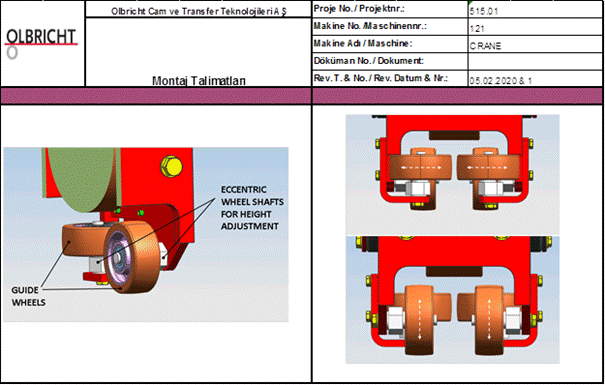 OLBRICHT
Olbricht Cam ve Transfer Teknolojileri A Ş
Montaj Talimatları
Proje No. / Projektnr.: 515.01
Makine No. /Maschinennr.: 121
Makine Adı / Maschine: CRANE
Döküman No. / Dokument:
Rev. T. & No. / Rev. Datum & Nr.: 05.02.2020 & 1
ECCENTRIC
WHEEL SHAFTS
FOR HEIGHT
ADJUSTMENT
GUIDE
WHEELS